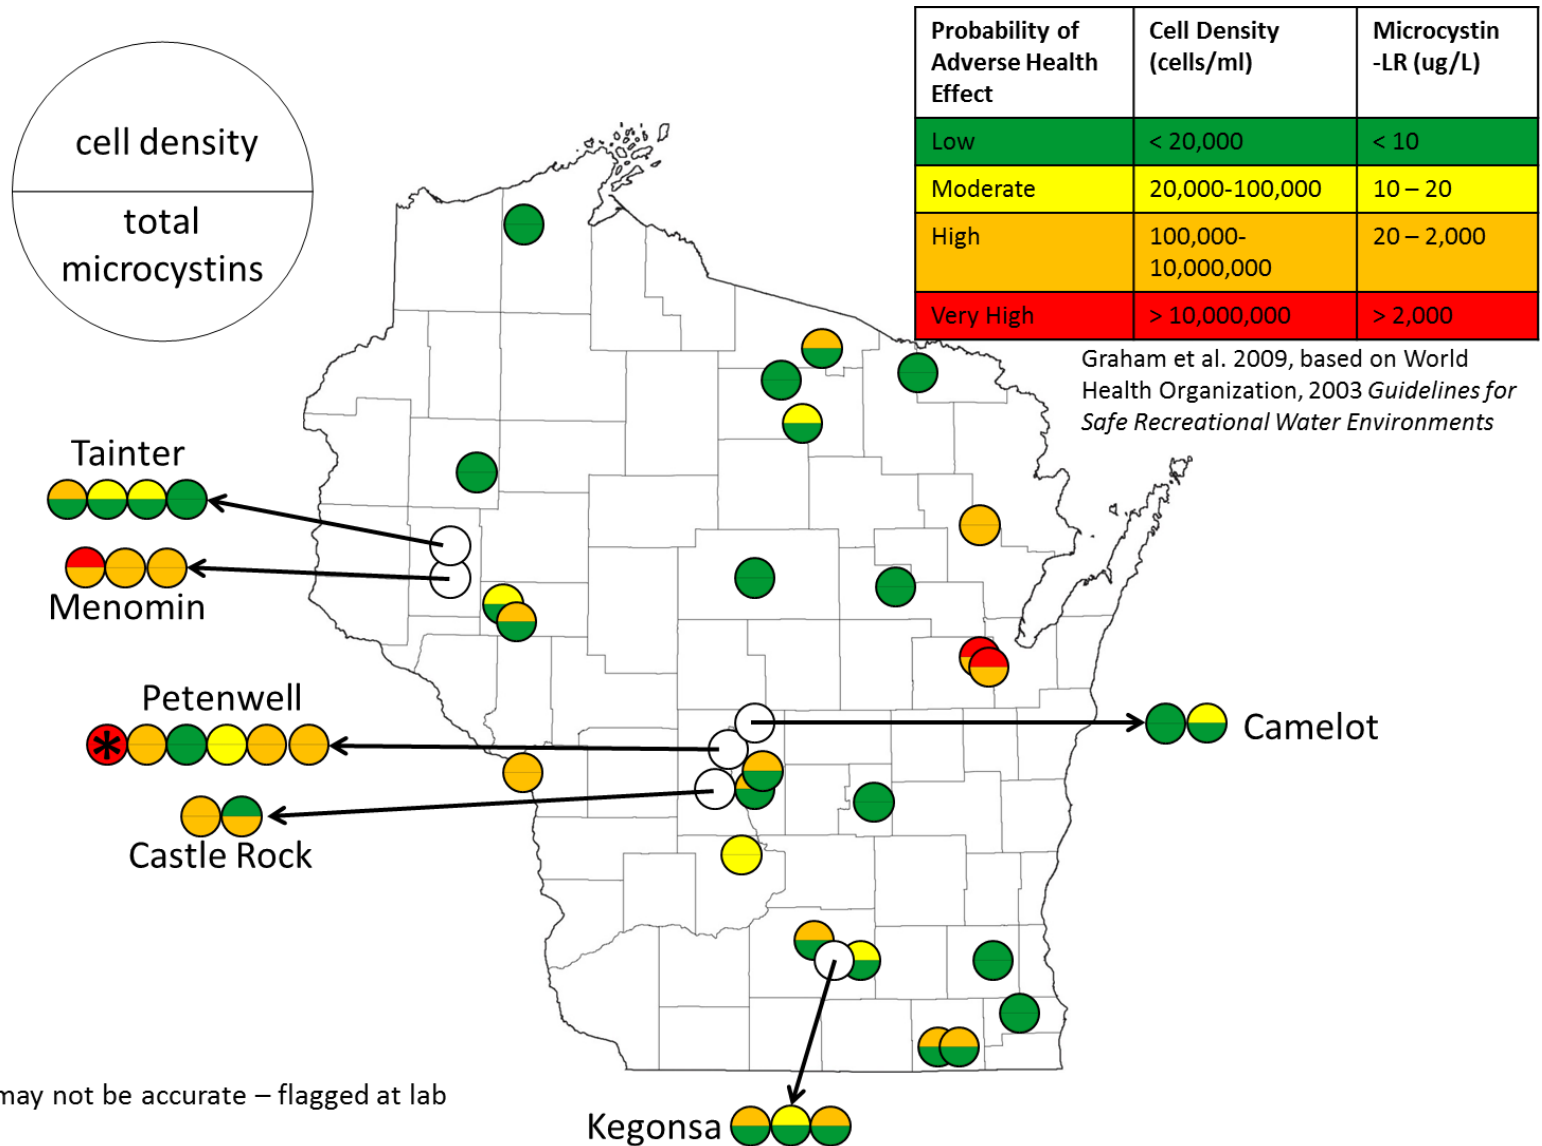 cell density
total
microcystins
Probability of
Adverse Health
Effect
Cell Density
(cells/ml)
Microcystin
-LR (ug/L)
Low
< 20,000
< 10
Moderate
20,000-100,000
10 – 20
High
100,000-
10,000,000
20 – 2,000
Very High
> 10,000,000
> 2,000
Graham et al. 2009, based on World
Health Organization, 2003 Guidelines for
Safe Recreational Water Environments
Tainter
Menomin
Petenwell
*
Castle Rock
Camelot
may not be accurate – flagged at lab
Kegonsa